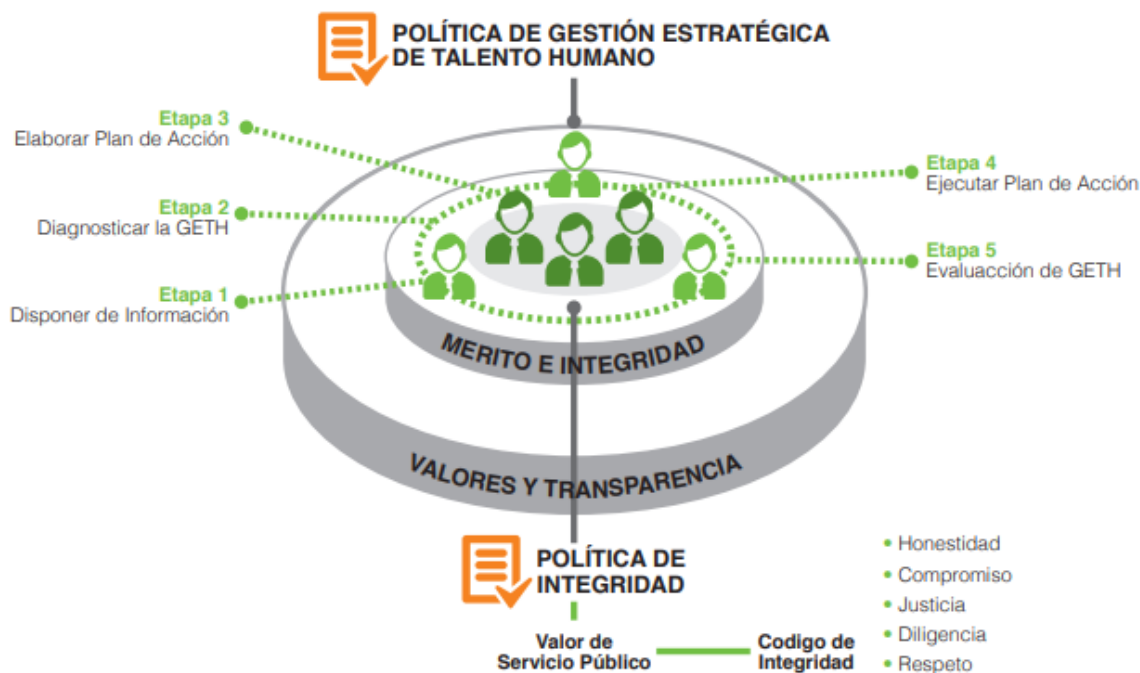 POLÍTICA DE GESTIÓN ESTRATÉGICA
DE TALENTO HUMANO
Etapa 3
Elaborar Plan de Acción
Etapa 2
Diagnosticar la GETH
Etapa 1
Disponer de Información
Etapa 4
Ejecutar Plan de Acción
Etapa 5
Evaluacción de GETH
MERITO E INTEGRIDAD
VALORES Y TRANSPARENCIA
POLÍTICA DE
INTEGRIDAD
Valor de
Servicio Público
Codigo de
Integridad
• Honestidad
• Compromiso
• Justicia
• Diligencia
• Respeto